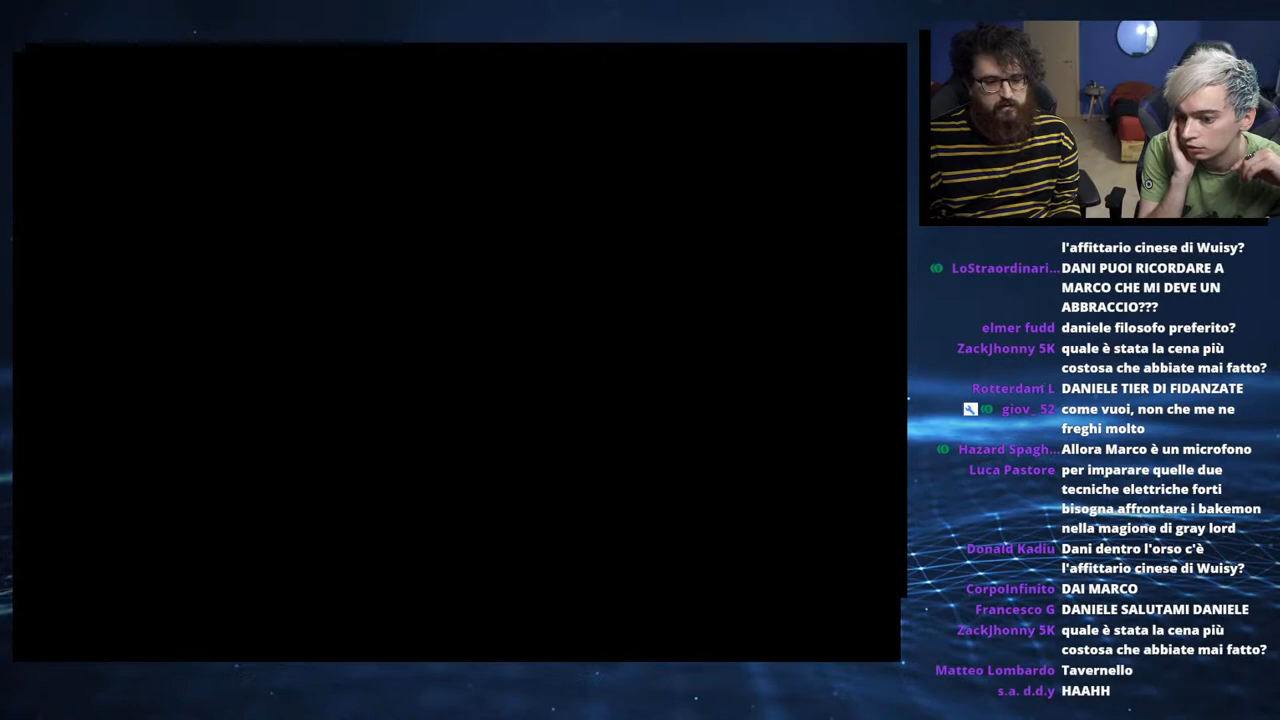 l'affittario cinese di Wuisy?
LoStraordinari... DANI PUOI RICORDARE A
MARCO CHE MI DEVE UN
ABBRACCIO???
elmer fudd daniele filosofo preferito?
ZackJhonny 5K quale è stata la cena più
costosa che abbiate mai fatto?
Rotterdam L DANIELE TIER DI FIDANZATE
giov_ 52 come vuoi, non che me ne
freghi molto
Hazard Spagh... Allora Marco è un microfono
Luca Pastore per imparare quelle due
tecniche elettriche forti
bisogna affrontare i bakemon
nella magione di gray lord
Donald Kadiu Dani dentro l'orso c'è
l'affittario cinese di Wuisy?
CorpoInfinito DAI MARCO
Francesco G DANIELE SALUTAMI DANIELE
ZackJhonny 5K quale è stata la cena più
costosa che abbiate mai fatto?
Matteo Lombardo Tavernello
s.a. d.d.y HAAHH